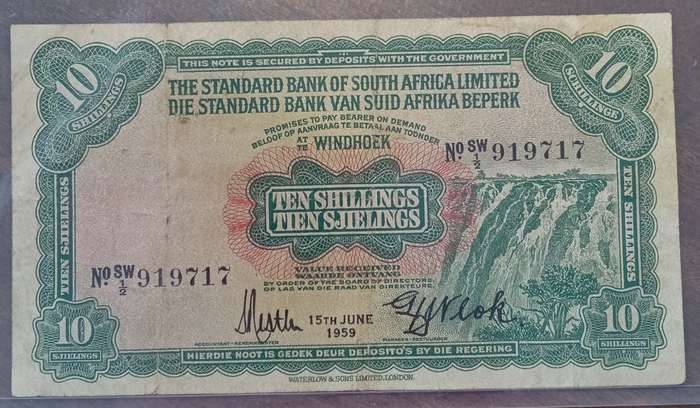 THIS NOTE IS SECURED BY DEPOSITS WITH THE GOVERNMENT
10
SHILLINGS
10
SHILLINGS
THE STANDARD BANK OF SOUTH AFRICA LIMITED
DIE STANDARD BANK VAN SUID AFRIKA BEPERK
PROMISES TO PAY BEARER ON DEMAND
BELOOF OP AANVRAAG TE BETAAL AAN TOONDER
AT
TE WINDHOEK
No. SW 1/2 919717
TEN SHILLINGS
TIEN SJIELINGS
TIEN SJIELINGS
TEN SHILLINGS
No. SW 1/2 919717
VALUE RECEIVED
WAARDE ONTVANG
BY ORDER OF THE BOARD OF DIRECTORS.
OP LAS VAN DIE RAAD VAN DIREKTEURE.
15TH JUNE
1959
ACCOUNTANT-REKENMEESTER
MANAGER-BESTUURDER
10
SJIELINGS
10
SHILLINGS
HIERDIE NOOT IS GEDEK DEUR DEPOSITO'S BY DIE REGERING
WATERLOW & SONS LIMITED, LONDON.